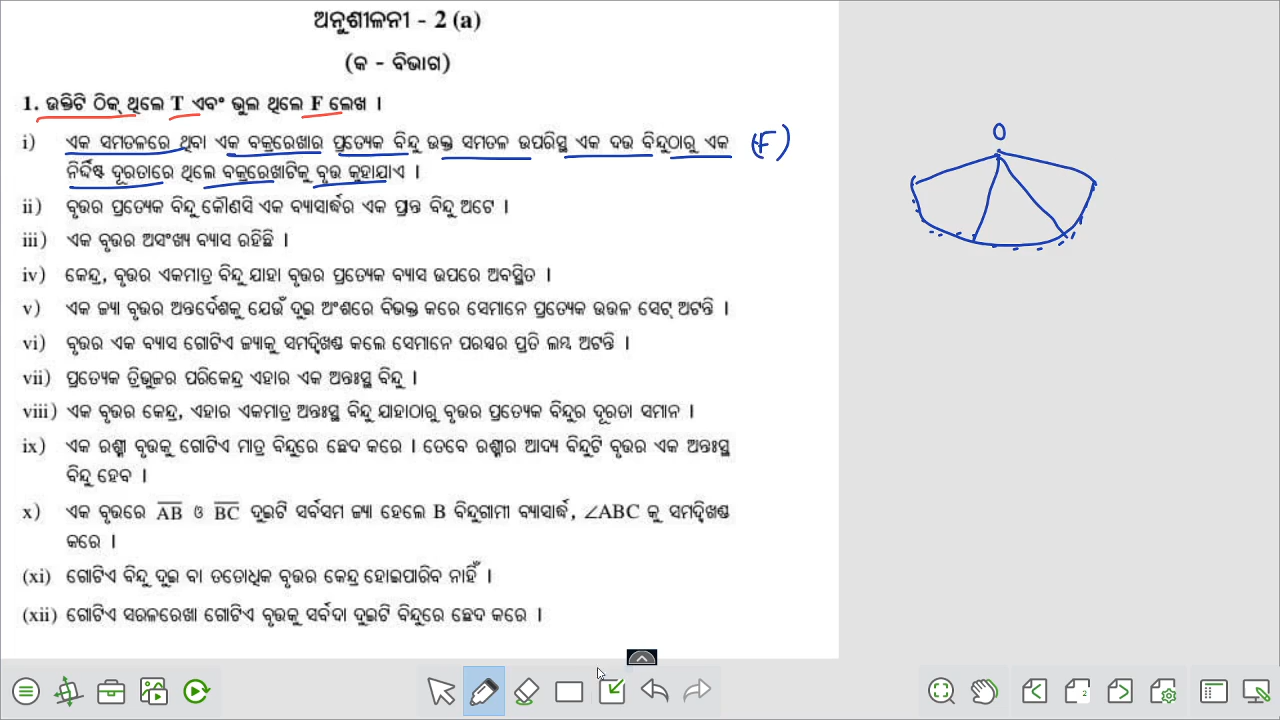 ଅନୁଶୀଳନୀ - 2 (a)
(କ - ବିଭାଗ)
1. ଉକ୍ତିଟି ଠିକ୍ ଥିଲେ T ଏବଂ ଭୁଲ ଥିଲେ F ଲେଖ ।
i) ଏକ ସମତଳରେ ଥିବା ଏକ ବକ୍ରରେଖାର ପ୍ରତ୍ୟେକ ବିନ୍ଦୁ ଉକ୍ତ ସମତଳ ଉପରିସ୍ଥ ଏକ ଦତ୍ତ ବିନ୍ଦୁଠାରୁ ଏକ (F)
ନିର୍ଦ୍ଦିଷ୍ଟ ଦୂରତାରେ ଥିଲେ ବକ୍ରରେଖାଟିକୁ ବୃତ୍ତ କୁହାଯାଏ ।
O
ii) ବୃତ୍ତର ପ୍ରତ୍ୟେକ ବିନ୍ଦୁ କୌଣସି ଏକ ବ୍ୟାସାର୍ଦ୍ଧର ଏକ ପ୍ରାନ୍ତ ବିନ୍ଦୁ ଅଟେ ।
iii) ଏକ ବୃତ୍ତର ଅସଂଖ୍ୟ ବ୍ୟାସ ରହିଛି ।
iv) କେନ୍ଦ୍ର, ବୃତ୍ତର ଏକମାତ୍ର ବିନ୍ଦୁ ଯାହା ବୃତ୍ତର ପ୍ରତ୍ୟେକ ବ୍ୟାସ ଉପରେ ଅବସ୍ଥିତ ।
v) ଏକ ଜ୍ୟା ବୃତ୍ତର ଅନ୍ତର୍ଦେଶକୁ ଯେଉଁ ଦୁଇ ଅଂଶରେ ବିଭକ୍ତ କରେ ସେମାନେ ପ୍ରତ୍ୟେକ ଉତ୍ତଳ ସେଟ୍ ଅଟନ୍ତି ।
vi) ବୃତ୍ତର ଏକ ବ୍ୟାସ ଗୋଟିଏ ଜ୍ୟାକୁ ସମଦ୍ୱିଖଣ୍ଡ କଲେ ସେମାନେ ପରସ୍ପର ପ୍ରତି ଲମ୍ବ ଅଟନ୍ତି ।
vii) ପ୍ରତ୍ୟେକ ତ୍ରିଭୁଜର ପରିକେନ୍ଦ୍ର ଏହାର ଏକ ଅନ୍ତଃସ୍ଥ ବିନ୍ଦୁ ।
viii) ଏକ ବୃତ୍ତର କେନ୍ଦ୍ର, ଏହାର ଏକମାତ୍ର ଅନ୍ତଃସ୍ଥ ବିନ୍ଦୁ ଯାହାଠାରୁ ବୃତ୍ତର ପ୍ରତ୍ୟେକ ବିନ୍ଦୁର ଦୂରତା ସମାନ ।
ix) ଏକ ରଶ୍ମୀ ବୃତ୍ତକୁ ଗୋଟିଏ ମାତ୍ର ବିନ୍ଦୁରେ ଛେଦ କରେ । ତେବେ ରଶ୍ମୀର ଆଦ୍ୟ ବିନ୍ଦୁଟି ବୃତ୍ତର ଏକ ଅନ୍ତଃସ୍ଥ
ବିନ୍ଦୁ ହେବ ।
x) ଏକ ବୃତ୍ତରେ A͞B ଓ B͞C ଦୁଇଟି ସର୍ବସମ ଜ୍ୟା ହେଲେ B ବିନ୍ଦୁଗାମୀ ବ୍ୟାସାର୍ଦ୍ଧ, ∠ABC କୁ ସମଦ୍ୱିଖଣ୍ଡ
କରେ ।
(xi) ଗୋଟିଏ ବିନ୍ଦୁ ଦୁଇ ବା ତତୋଧିକ ବୃତ୍ତର କେନ୍ଦ୍ର ହୋଇପାରିବ ନାହିଁ ।
(xii) ଗୋଟିଏ ସରଳରେଖା ଗୋଟିଏ ବୃତ୍ତକୁ ସର୍ବଦା ଦୁଇଟି ବିନ୍ଦୁରେ ଛେଦ କରେ ।
2